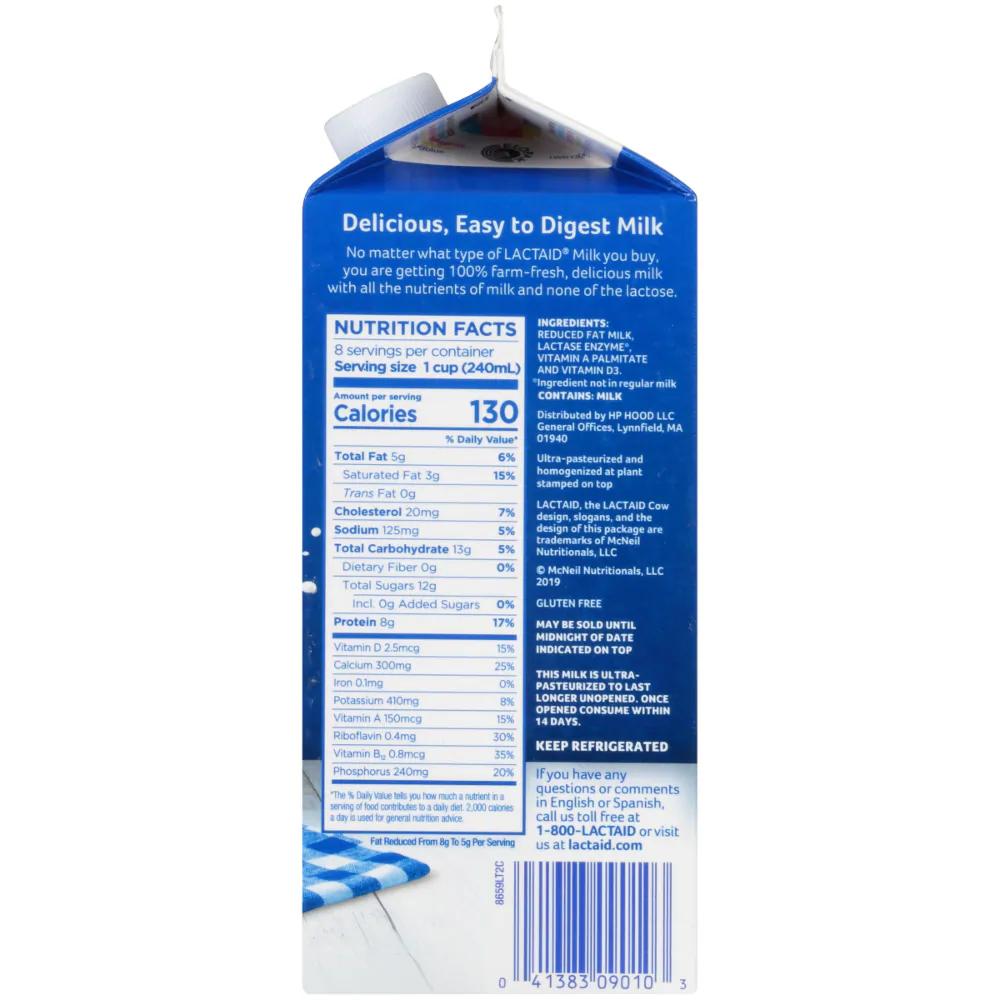 Delicious, Easy to Digest Milk
No matter what type of LACTAID® Milk you buy,
you are getting 100% farm-fresh, delicious milk
with all the nutrients of milk and none of the lactose.
NUTRITION FACTS
8 servings per container
Serving size 1 cup (240mL)
Amount per serving
Calories 130
% Daily Value*
Total Fat 5g 6%
Saturated Fat 3g 15%
Trans Fat 0g
Cholesterol 20mg 7%
Sodium 125mg 5%
Total Carbohydrate 13g 5%
Dietary Fiber 0g 0%
Total Sugars 12g
Incl. 0g Added Sugars 0%
Protein 8g 17%
Vitamin D 2.5mcg 15%
Calcium 300mg 25%
Iron 0.1mg 0%
Potassium 410mg 8%
Vitamin A 150mcg 15%
Riboflavin 0.4mg 30%
Vitamin B₁₂ 0.8mcg 35%
Phosphorus 240mg 20%
*The % Daily Value tells you how much a nutrient in a
serving of food contributes to a daily diet. 2,000 calories
a day is used for general nutrition advice.
Fat Reduced From 8g To 5g Per Serving
INGREDIENTS:
REDUCED FAT MILK,
LACTASE ENZYME*,
VITAMIN A PALMITATE
AND VITAMIN D3.
*Ingredient not in regular milk
CONTAINS: MILK
Distributed by HP HOOD LLC
General Offices, Lynnfield, MA
01940
Ultra-pasteurized and
homogenized at plant
stamped on top
LACTAID, the LACTAID Cow
design, slogans, and the
design of this package are
trademarks of McNeil
Nutritionals, LLC
© McNeil Nutritionals, LLC
2019
GLUTEN FREE
MAY BE SOLD UNTIL
MIDNIGHT OF DATE
INDICATED ON TOP
THIS MILK IS ULTRA-
PASTEURIZED TO LAST
LONGER UNOPENED. ONCE
OPENED CONSUME WITHIN
14 DAYS.
KEEP REFRIGERATED
If you have any
questions or comments
in English or Spanish,
call us toll free at
1-800-LACTAID or visit
us at lactaid.com
8659LT2C
0 41383 09010 3